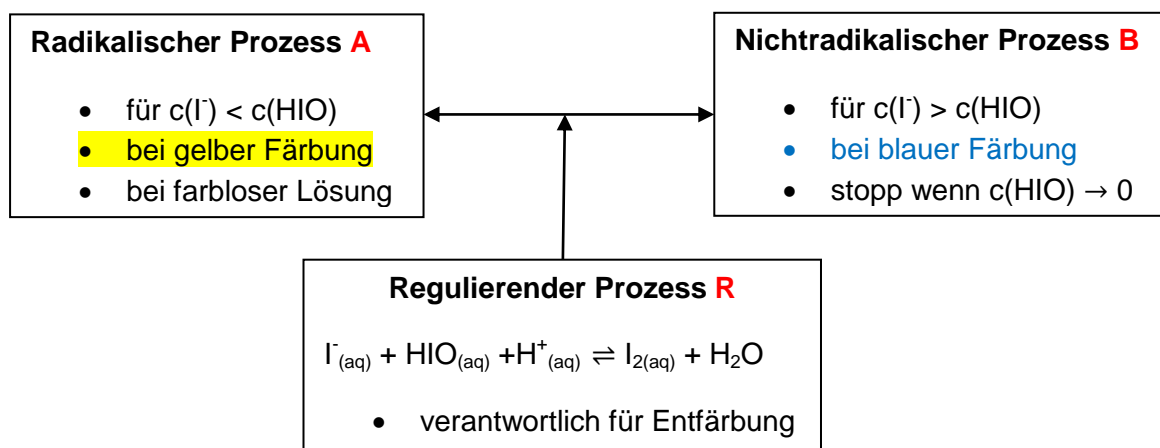 Radikalischer Prozess A
• für c(I⁻) < c(HIO)
• bei gelber Färbung
• bei farbloser Lösung
Nichtradikalischer Prozess B
• für c(I⁻) > c(HIO)
• bei blauer Färbung
• stopp wenn c(HIO) → 0
Regulierender Prozess R
I⁻₍aq₎ + HIO₍aq₎ +H⁺₍aq₎ ⇌ I₂₍aq₎ + H₂O
• verantwortlich für Entfärbung